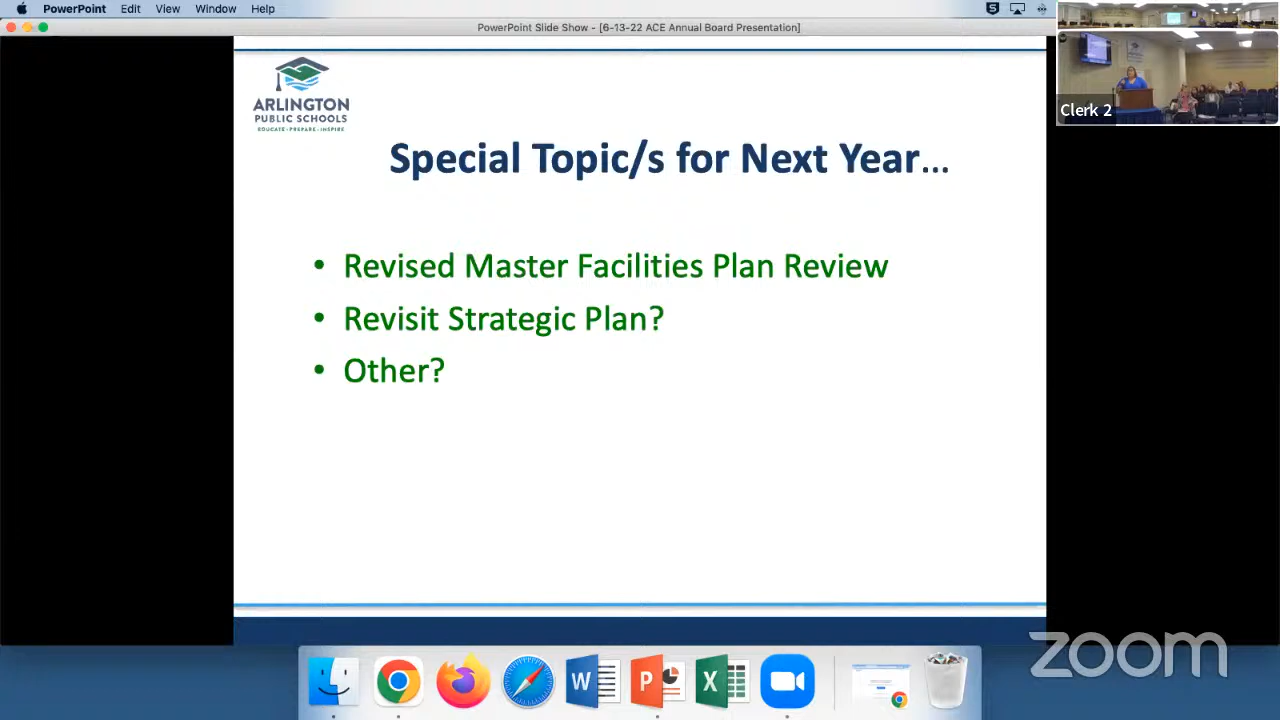 PowerPoint Edit View Window Help
PowerPoint Slide Show - [6-13-22 ACE Annual Board Presentation]
Clerk 2
ARLINGTON
PUBLIC SCHOOLS
EDUCATE • PREPARE • INSPIRE
Special Topic/s for Next Year...
• Revised Master Facilities Plan Review
• Revisit Strategic Plan?
• Other?
zoom
W
P
X